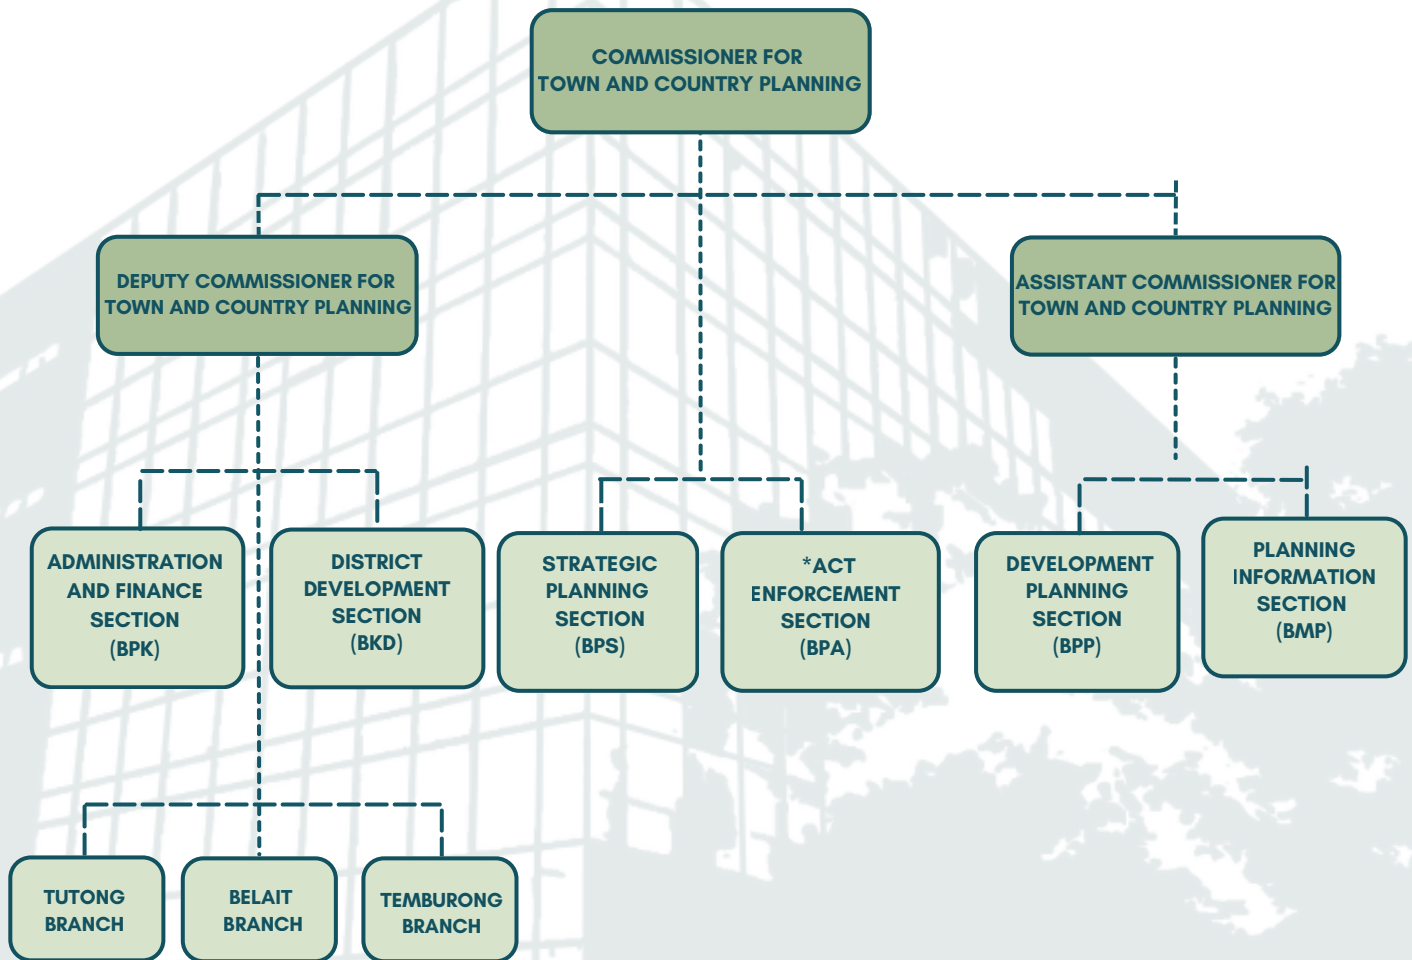 COMMISSIONER FOR
TOWN AND COUNTRY PLANNING
DEPUTY COMMISSIONER FOR
TOWN AND COUNTRY PLANNING
ASSISTANT COMMISSIONER FOR
TOWN AND COUNTRY PLANNING
ADMINISTRATION
AND FINANCE
SECTION
(BPK)
DISTRICT
DEVELOPMENT
SECTION
(BKD)
STRATEGIC
PLANNING
SECTION
(BPS)
*ACT
ENFORCEMENT
SECTION
(BPA)
DEVELOPMENT
PLANNING
SECTION
(BPP)
PLANNING
INFORMATION
SECTION
(BMP)
TUTONG
BRANCH
BELAIT
BRANCH
TEMBURONG
BRANCH